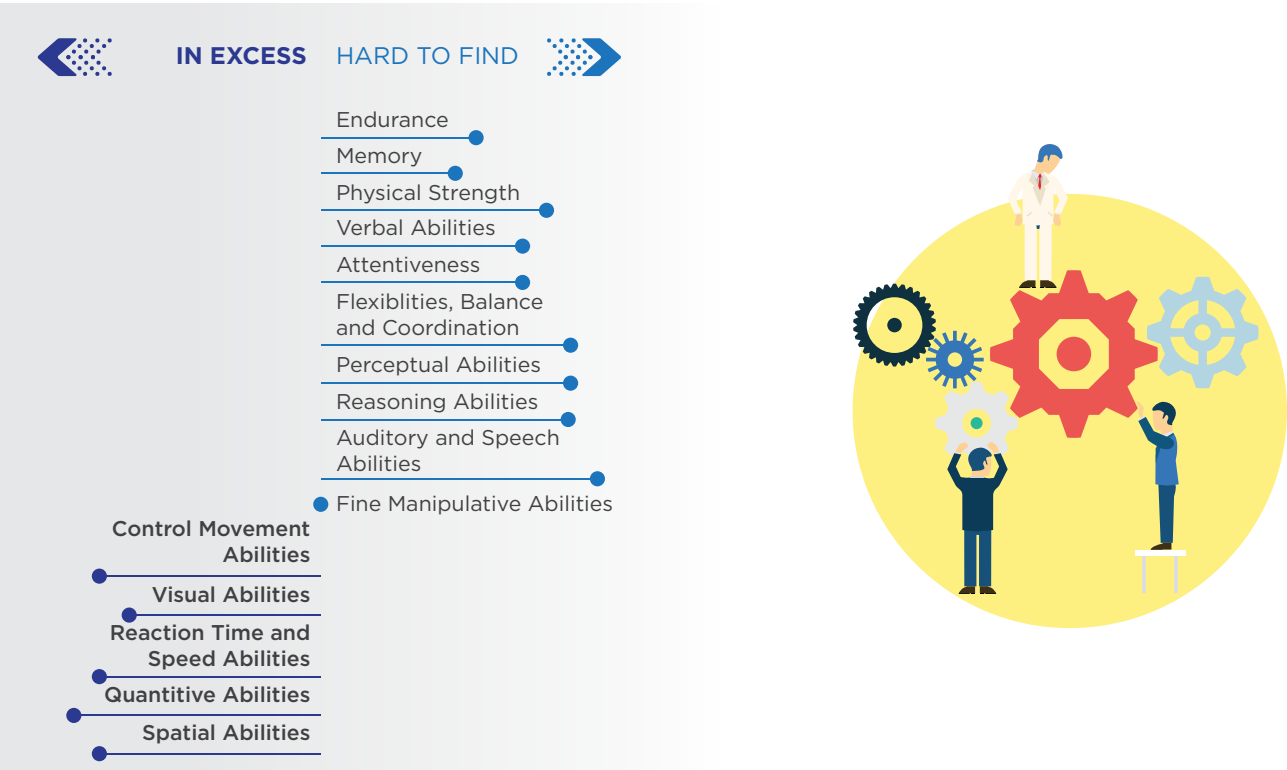 IN EXCESS HARD TO FIND
Endurance
Memory
Physical Strength
Verbal Abilities
Attentiveness
Flexiblities, Balance
and Coordination
Perceptual Abilities
Reasoning Abilities
Auditory and Speech
Abilities
Fine Manipulative Abilities
Control Movement
Abilities
Visual Abilities
Reaction Time and
Speed Abilities
Quantitive Abilities
Spatial Abilities